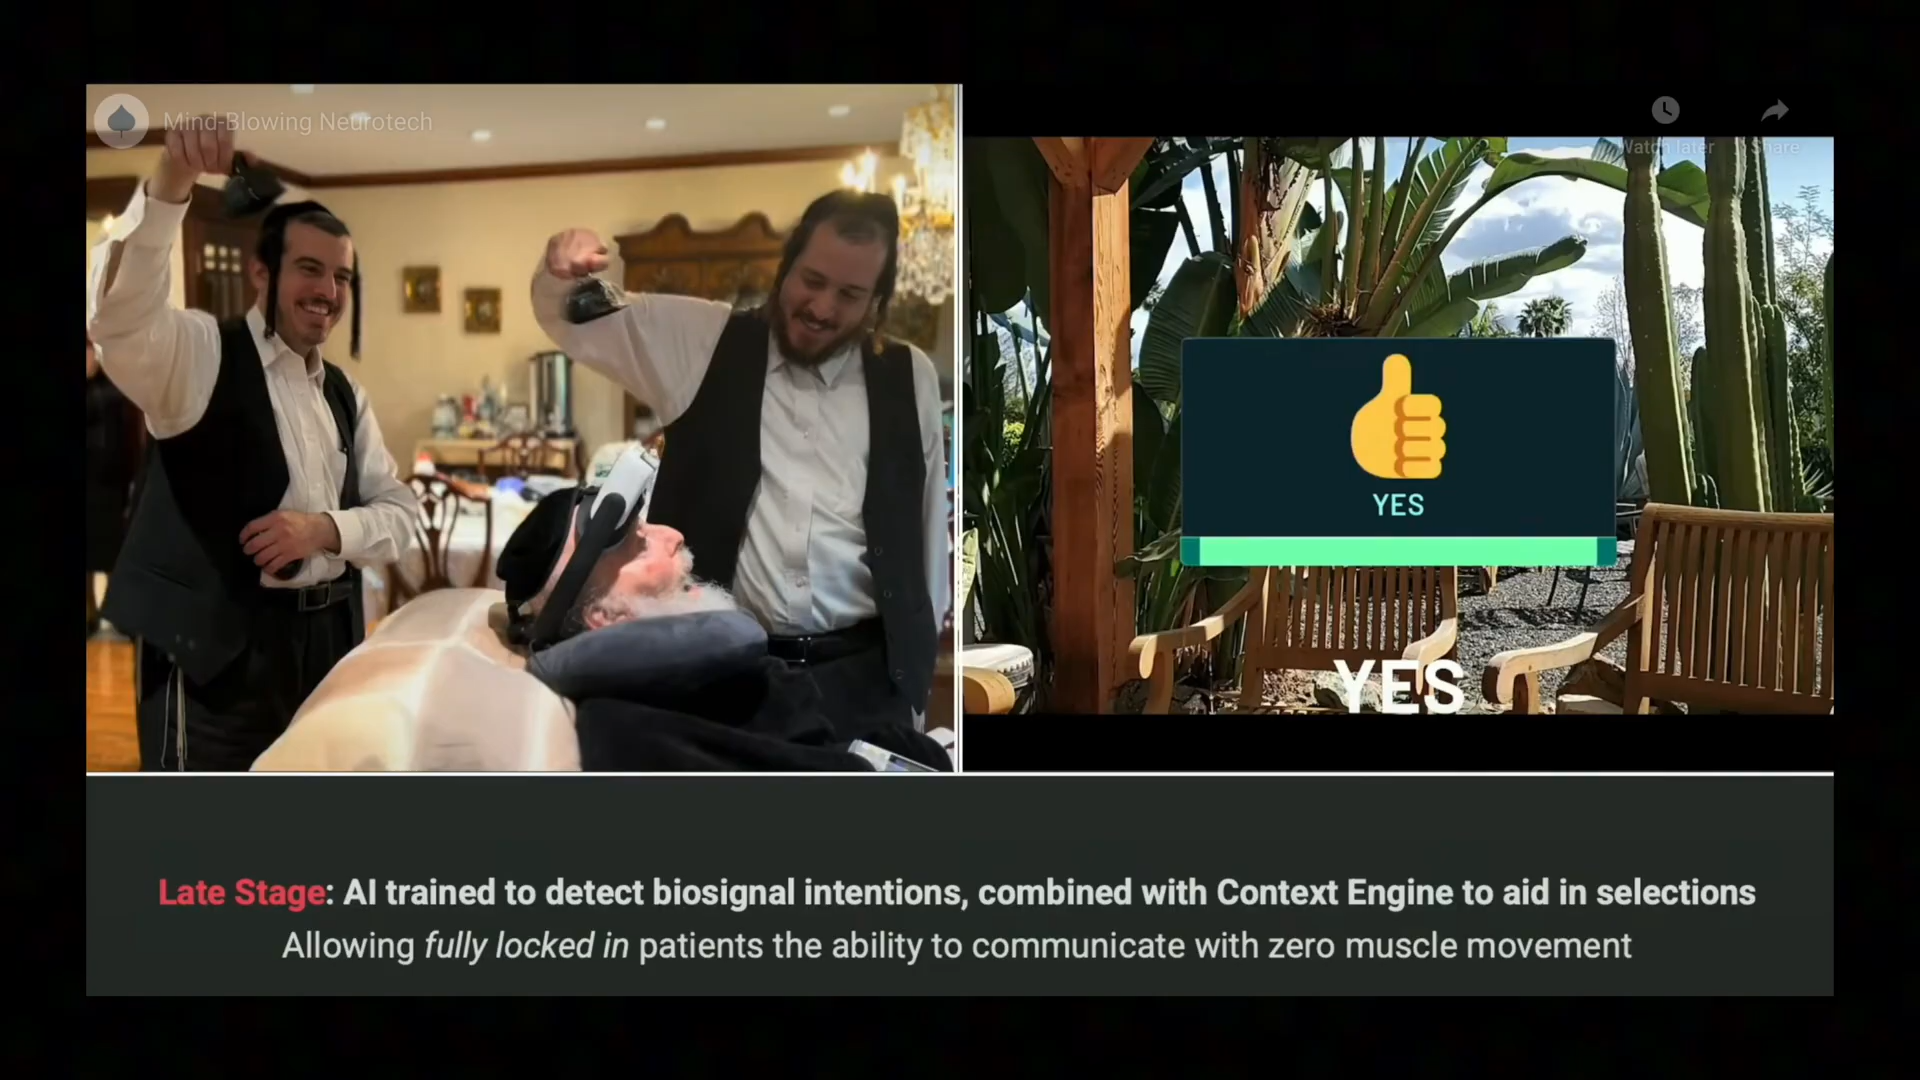 Mind-Blowing Neurotech
Watch later
Share
YES
YES
Late Stage: AI trained to detect biosignal intentions, combined with Context Engine to aid in selections
Allowing fully locked in patients the ability to communicate with zero muscle movement